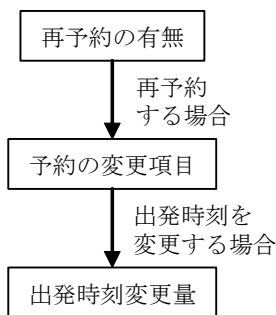 再予約の有無
再予約
する場合
予約の変更項目
出発時刻を
変更する場合
出発時刻変更量